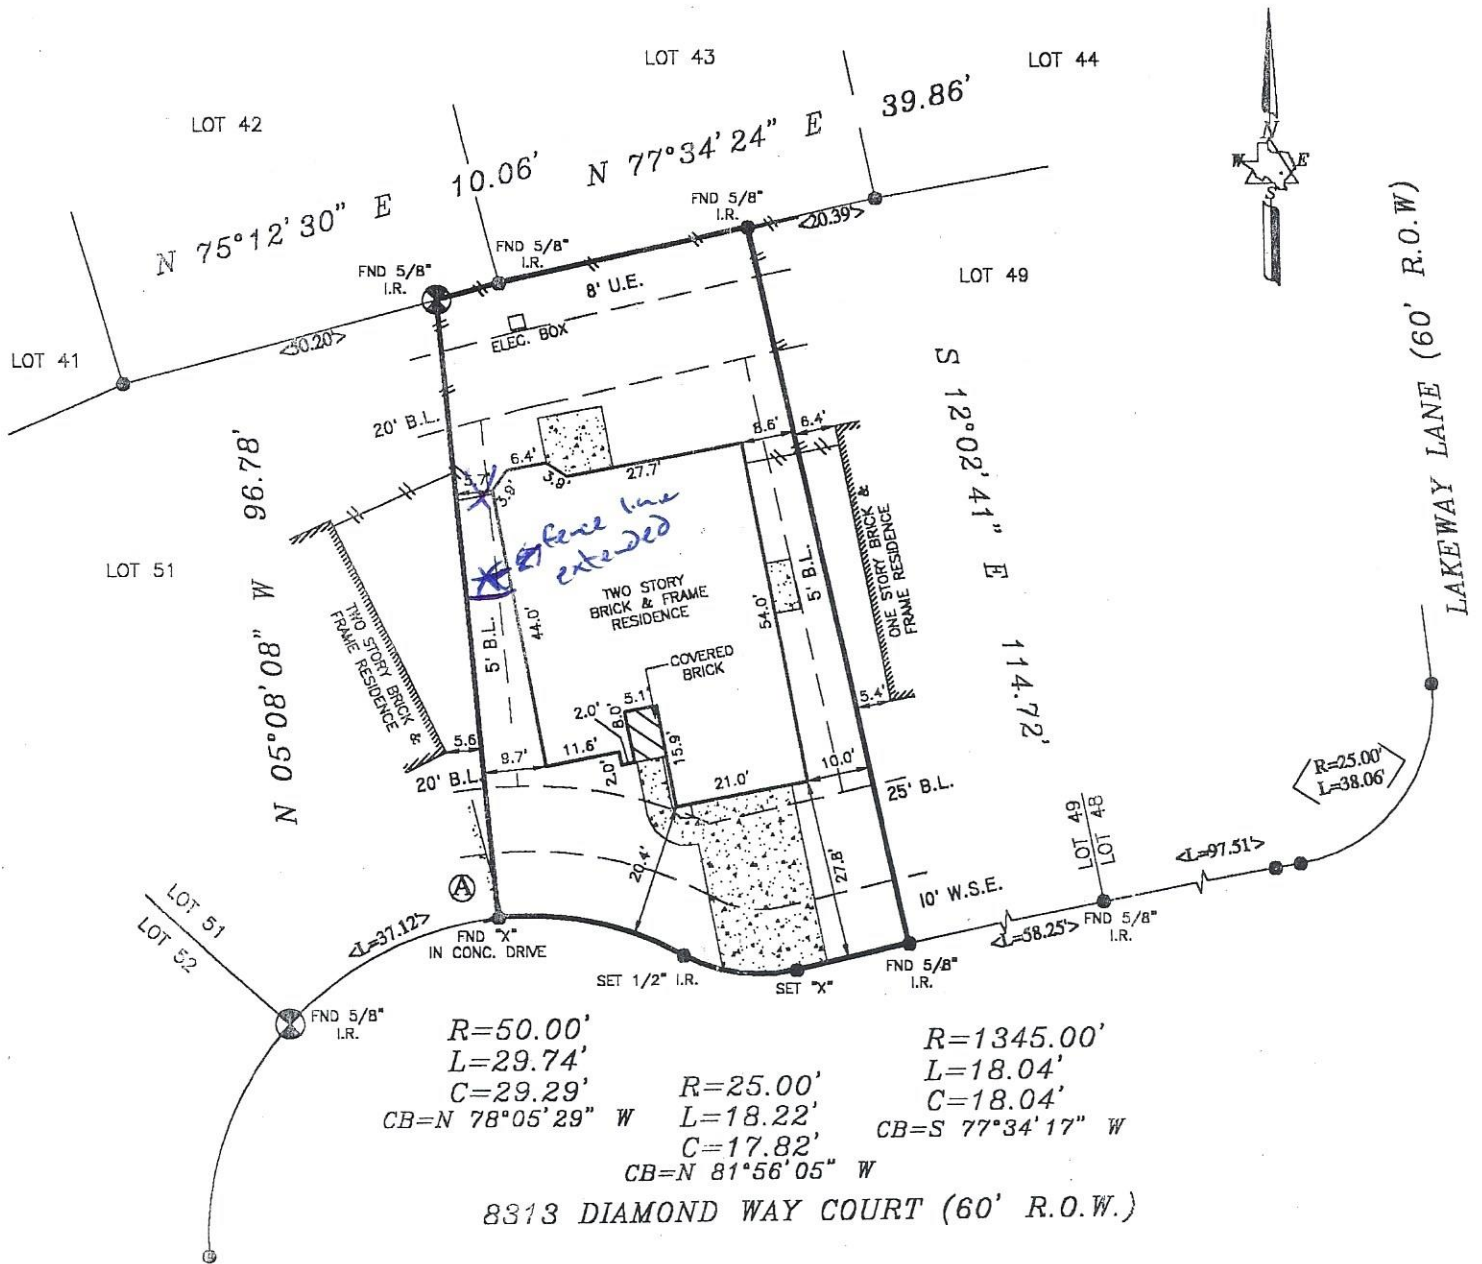 LOT 42
LOT 43
LOT 44
N 75°12'30" E
10.06'
N 77°34'24" E
39.86'
N
W
E
S
LAKEWAY LANE (60' R.O.W)
FND 5/8"
I.R.
FND 5/8"
I.R.
FND 5/8"
I.R.
<20.39>
LOT 49
8' U.E.
ELEC. BOX
<50.20>
LOT 41
20' B.L.
6.4'
3.9'
27.7'
8.6'
6.4'
5.7'
3.9'
fence line
extended
N 05°08'08" W
96.78'
S 12°02'41" E
114.72'
LOT 51
TWO STORY
BRICK & FRAME
RESIDENCE
TWO STORY BRICK &
FRAME RESIDENCE
ONE STORY BRICK &
FRAME RESIDENCE
44.0'
54.0'
5' B.L.
5' B.L.
COVERED
BRICK
5.1'
2.0'
8.0'
15.9'
5.6
9.7'
11.6'
2.0'
21.0'
10.0'
5.4'
20' B.L.
25' B.L.
R=25.00'
L=38.06'
LOT 49
LOT 48
<L=97.51>
20.4'
27.8'
10' W.S.E.
A
LOT 51
LOT 52
<L=37.12>
FND "X"
IN CONC. DRIVE
SET 1/2" I.R.
SET "X"
FND 5/8"
I.R.
<L=58.25>
FND 5/8"
I.R.
FND 5/8"
I.R.
R=50.00'
L=29.74'
C=29.29'
CB=N 78°05'29" W
R=25.00'
L=18.22'
C=17.82'
CB=N 81°56'05" W
R=1345.00'
L=18.04'
C=18.04'
CB=S 77°34'17" W
8313 DIAMOND WAY COURT (60' R.O.W.)